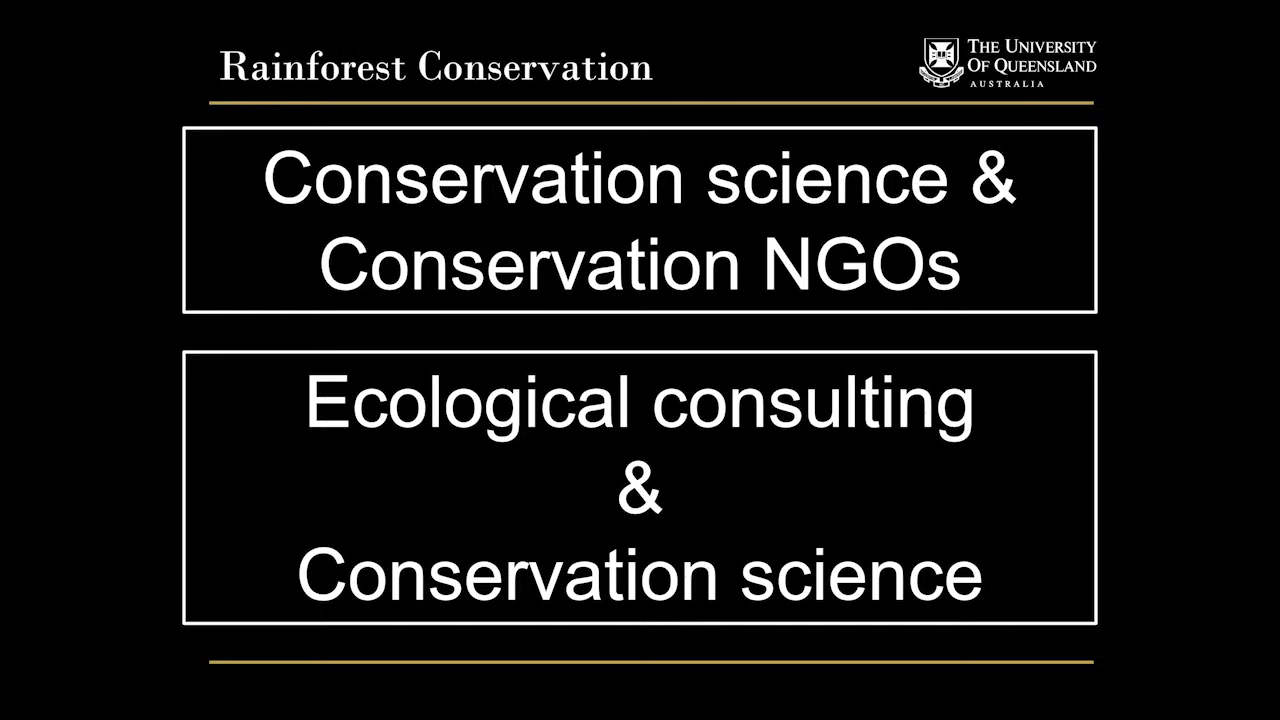 Rainforest Conservation
THE UNIVERSITY
OF QUEENSLAND
AUSTRALIA
Conservation science &
Conservation NGOs
Ecological consulting
&
Conservation science